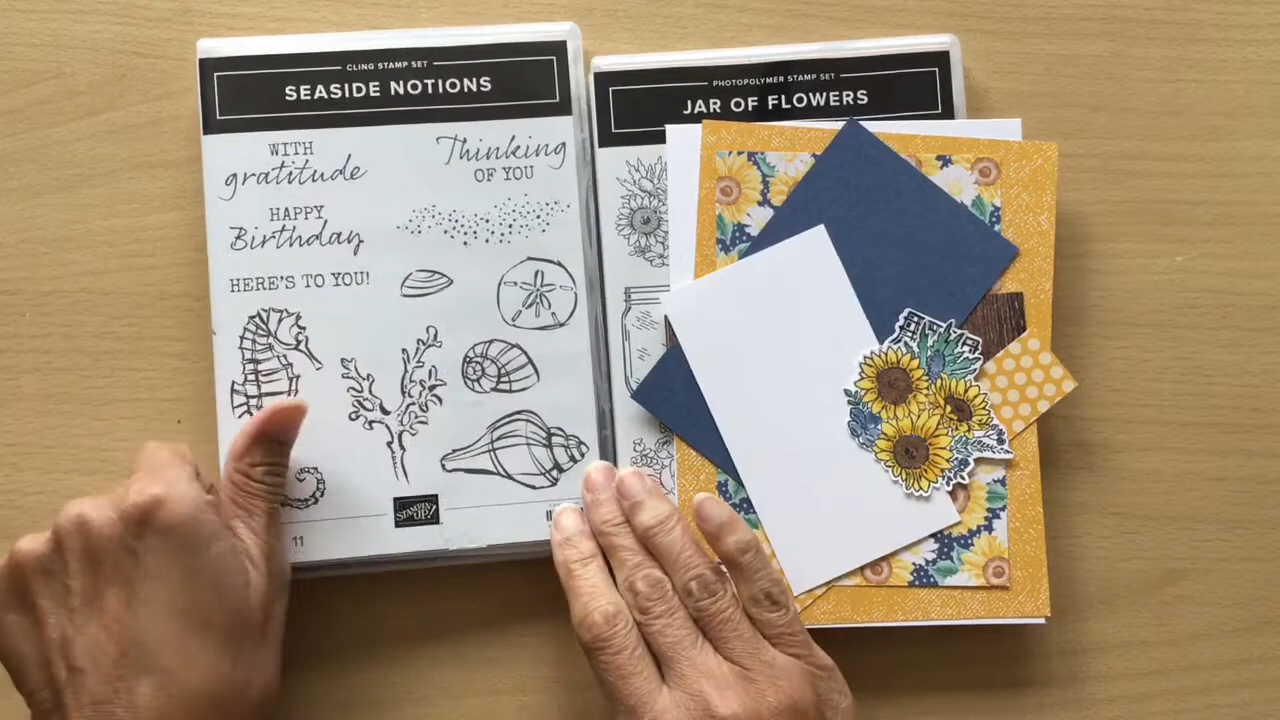 CLING STAMP SET
SEASIDE NOTIONS
WITH
gratitude
Thinking
OF YOU
HAPPY
Birthday
HERE'S TO YOU!
STAMPIN' UP!
11
PHOTOPOLYMER STAMP SET
JAR OF FLOWERS